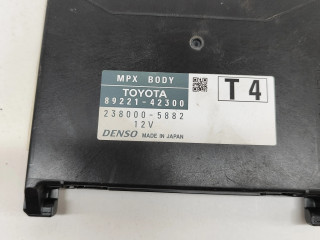 MPX BODY
TOYOTA
89221-42300
238000-5882
12V
DENSO MADE IN JAPAN
T4